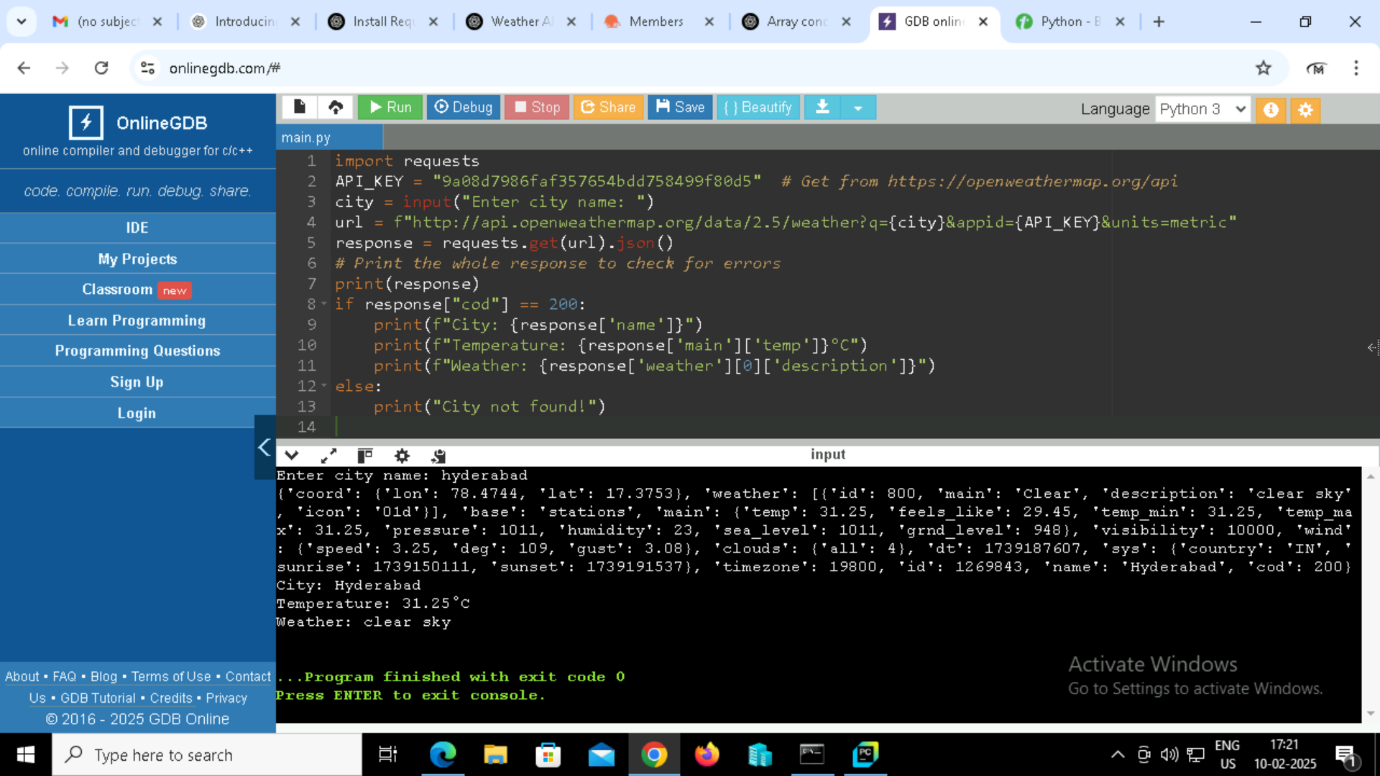 (no subjec
Introducin
Install Req
Weather A
Members
Array cond
GDB online
Python - B
onlinegdb.com/#
OnlineGDB
online compiler and debugger for c/c++
code. compile. run. debug. share.
IDE
My Projects
Classroom new
Learn Programming
Programming Questions
Sign Up
Login
About • FAQ • Blog • Terms of Use • Contact
Us • GDB Tutorial • Credits • Privacy
© 2016 - 2025 GDB Online
Run
Debug
Stop
Share
Save
{ } Beautify
Language
Python 3
main.py
1 import requests
2 API_KEY = "9a08d7986faf357654bdd758499f80d5"  # Get from https://openweathermap.org/api
3 city = input("Enter city name: ")
4 url = f"http://api.openweathermap.org/data/2.5/weather?q={city}&appid={API_KEY}&units=metric"
5 response = requests.get(url).json()
6 # Print the whole response to check for errors
7 print(response)
8 if response["cod"] == 200:
9     print(f"City: {response['name']}")
10     print(f"Temperature: {response['main']['temp']}°C")
11     print(f"Weather: {response['weather'][0]['description']}")
12 else:
13     print("City not found!")
14
input
Enter city name: hyderabad
{'coord': {'lon': 78.4744, 'lat': 17.3753}, 'weather': [{'id': 800, 'main': 'Clear', 'description': 'clear sky'
, 'icon': '01d'}], 'base': 'stations', 'main': {'temp': 31.25, 'feels_like': 29.45, 'temp_min': 31.25, 'temp_ma
x': 31.25, 'pressure': 1011, 'humidity': 23, 'sea_level': 1011, 'grnd_level': 948}, 'visibility': 10000, 'wind'
: {'speed': 3.25, 'deg': 109, 'gust': 3.08}, 'clouds': {'all': 4}, 'dt': 1739187607, 'sys': {'country': 'IN', '
sunrise': 1739150111, 'sunset': 1739191537}, 'timezone': 19800, 'id': 1269843, 'name': 'Hyderabad', 'cod': 200}
City: Hyderabad
Temperature: 31.25°C
Weather: clear sky
...Program finished with exit code 0
Press ENTER to exit console.
Activate Windows
Go to Settings to activate Windows.
Type here to search
ENG
US
17:21
10-02-2025
1